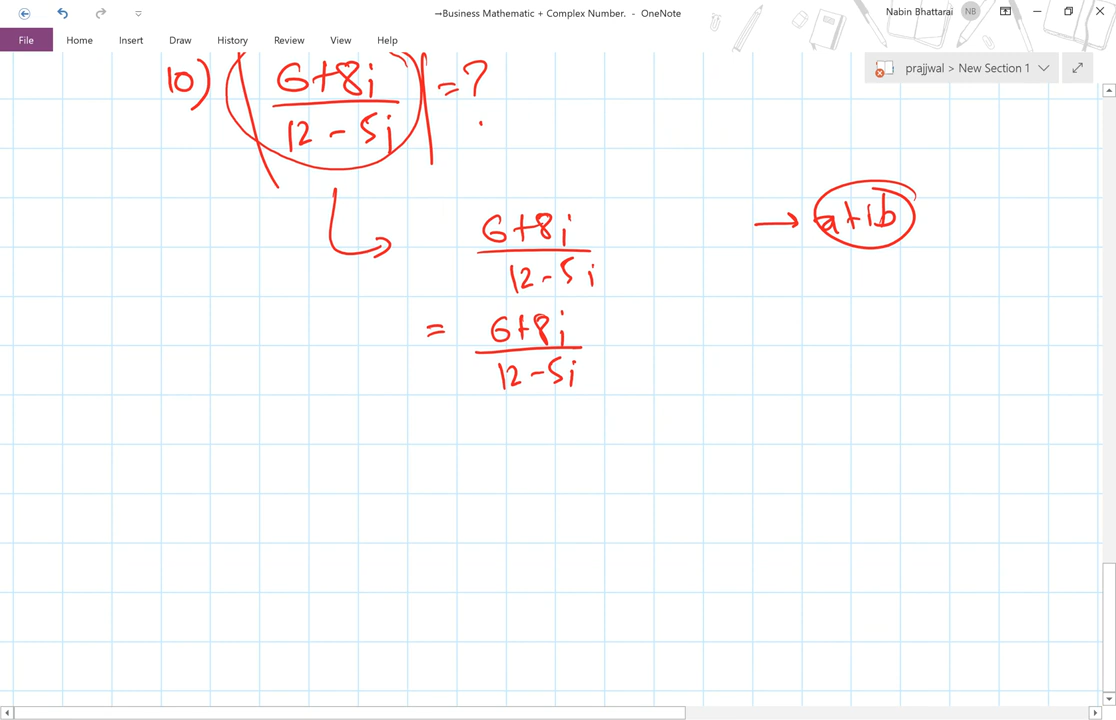 →Business Mathematic + Complex Number. - OneNote
Nabin Bhattarai NB
File Home Insert Draw History Review View Help
prajjwal > New Section 1
10) |6+8i / 12-5i| = ?
6+8i
12-5i
→ a+ib
= 6+8i
12-5i